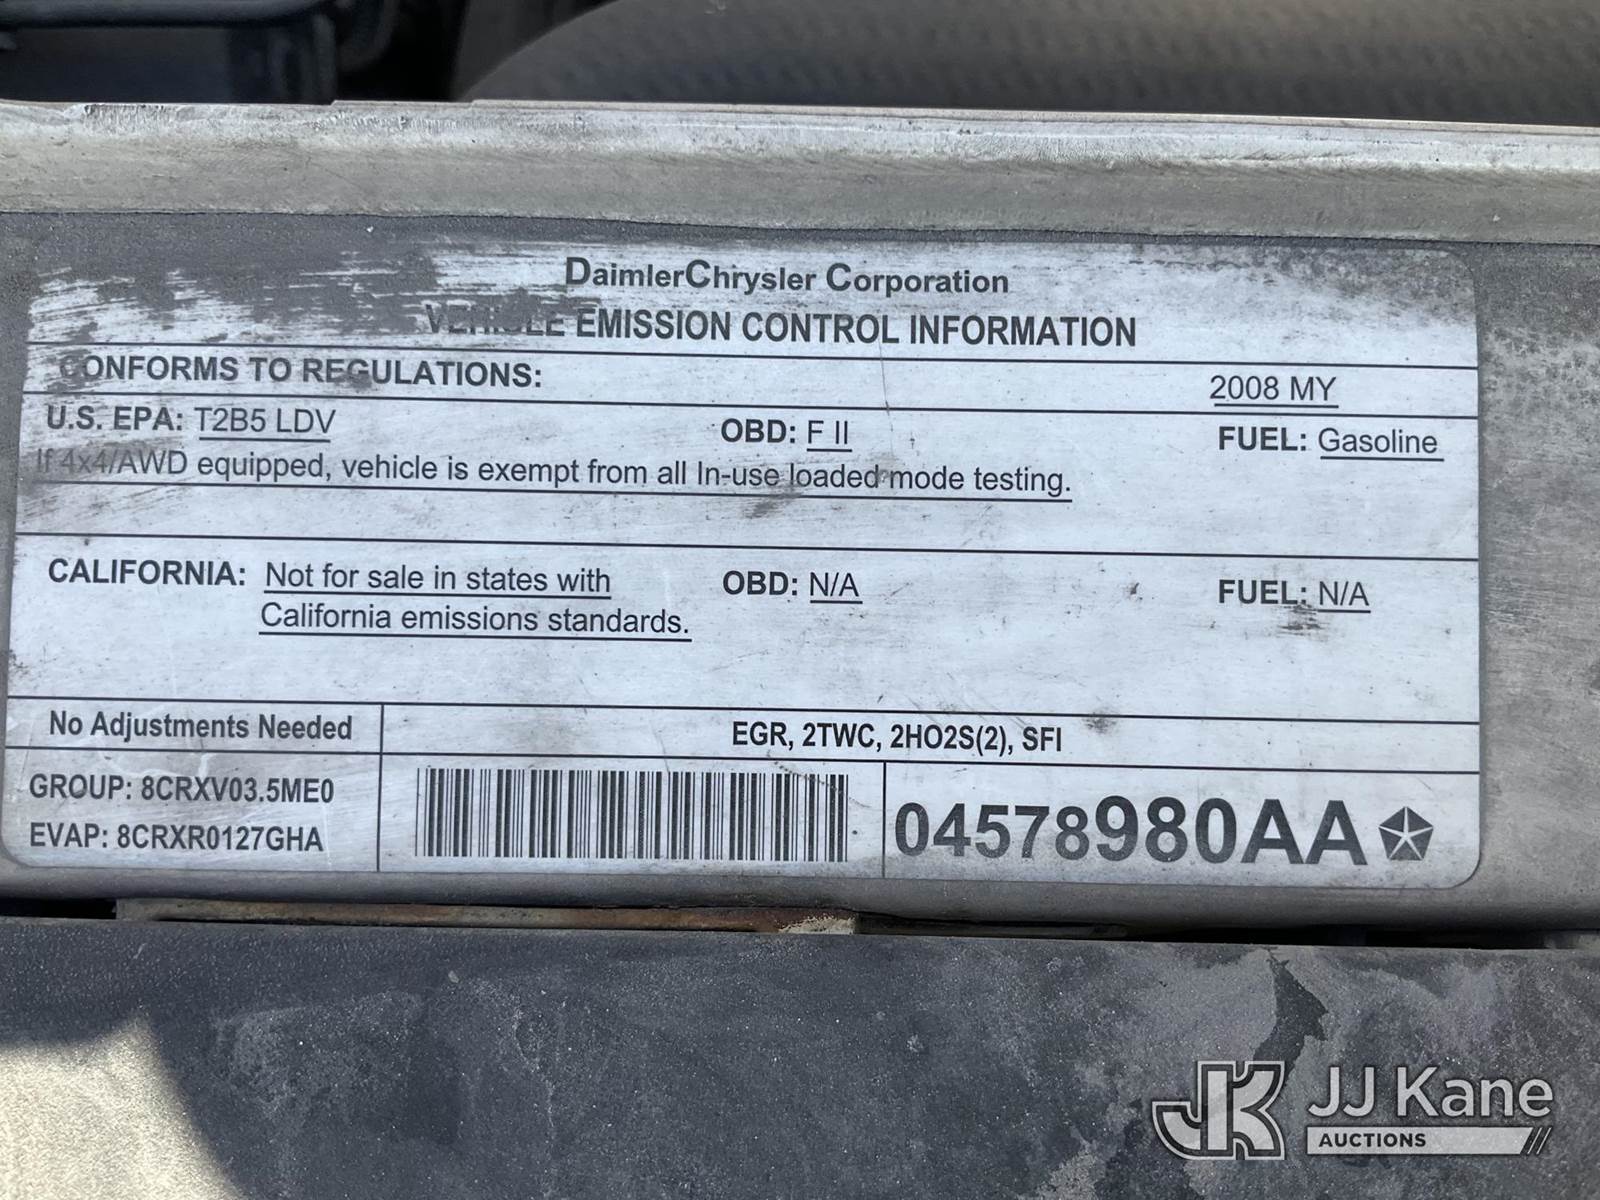 DaimlerChrysler Corporation
VEHICLE EMISSION CONTROL INFORMATION
CONFORMS TO REGULATIONS:
2008 MY
U.S. EPA: T2B5 LDV OBD: F II FUEL: Gasoline
If 4x4/AWD equipped, vehicle is exempt from all In-use loaded mode testing.
CALIFORNIA: Not for sale in states with OBD: N/A FUEL: N/A
California emissions standards.
No Adjustments Needed
EGR, 2TWC, 2HO2S(2), SFI
GROUP: 8CRXV03.5ME0
EVAP: 8CRXR0127GHA
04578980AA
JK JJ Kane
AUCTIONS